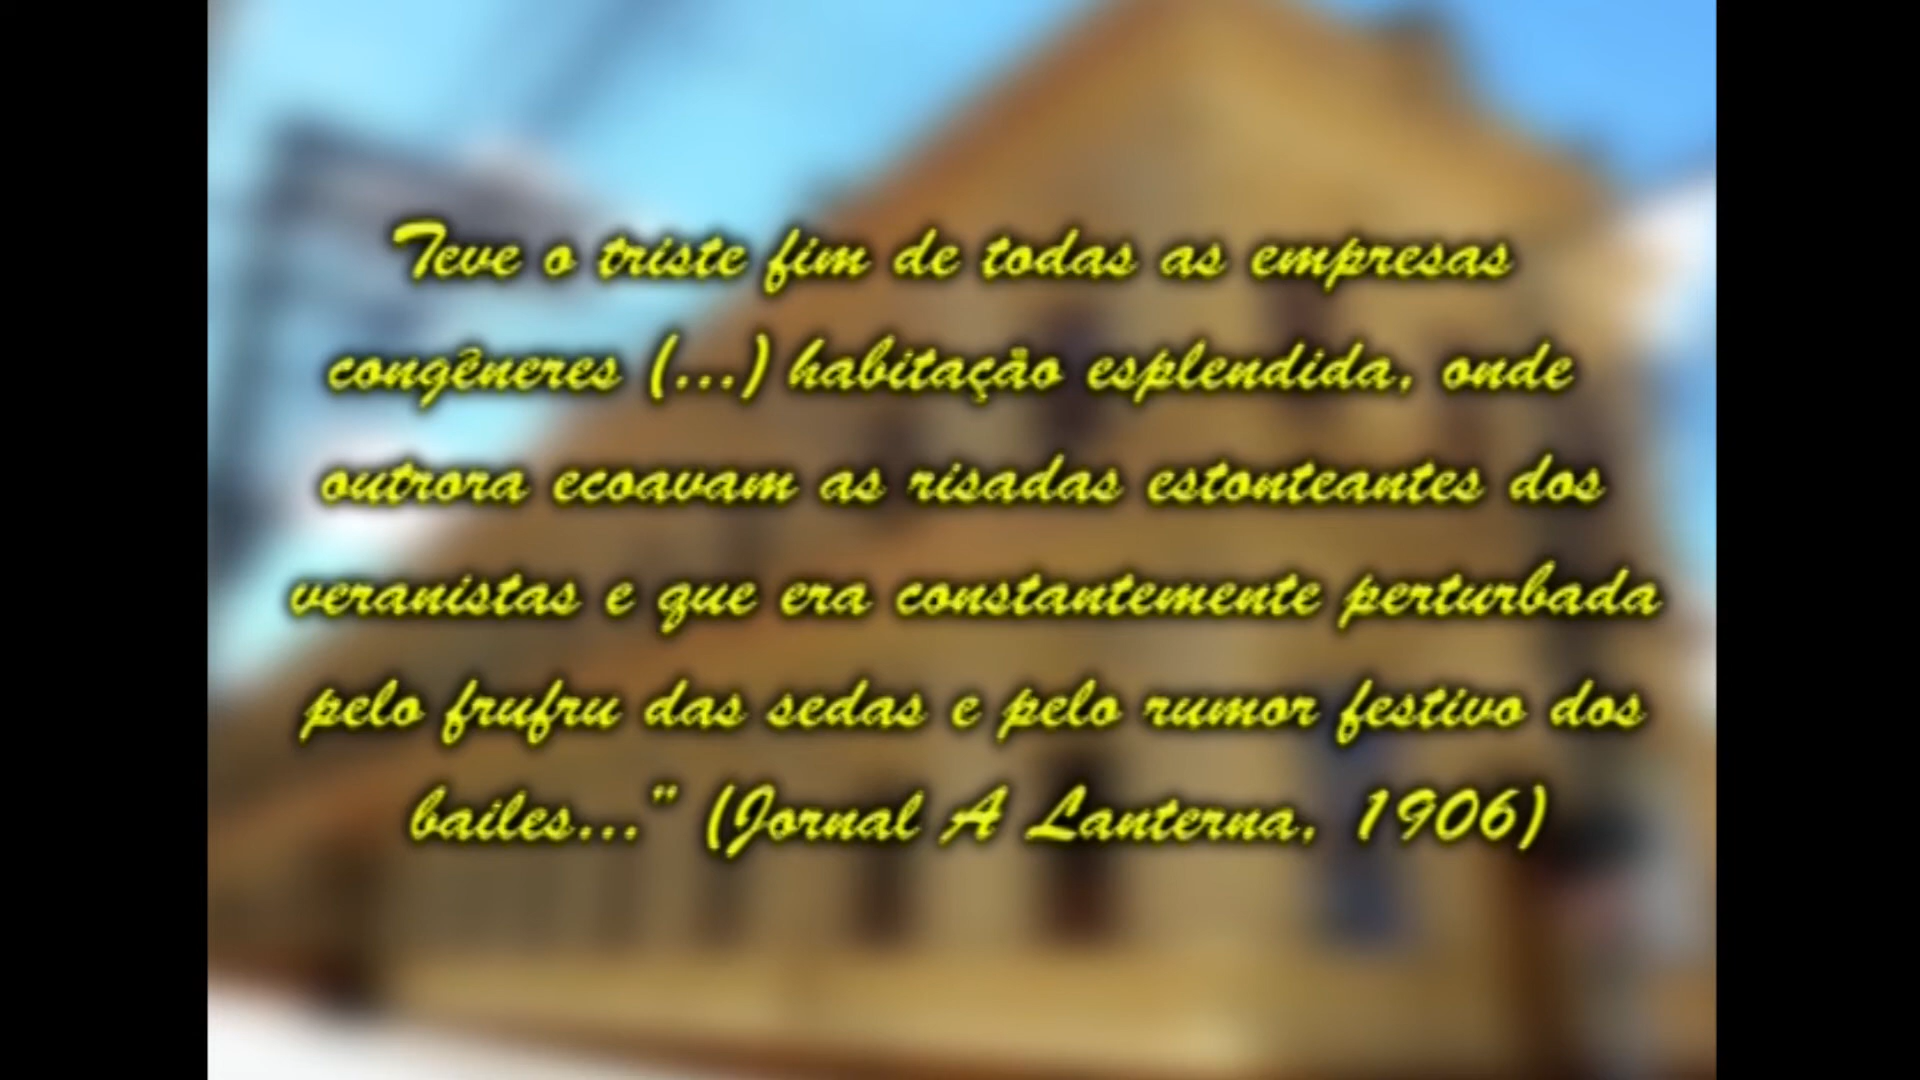 Teve o triste fim de todas as empresas
congêneres (...) habitação esplendida, onde
outrora ecoavam as risadas estonteantes dos
veranistas e que era constantemente perturbada
pelo frufru das sedas e pelo rumor festivo dos
bailes..." (Jornal A Lanterna, 1906)